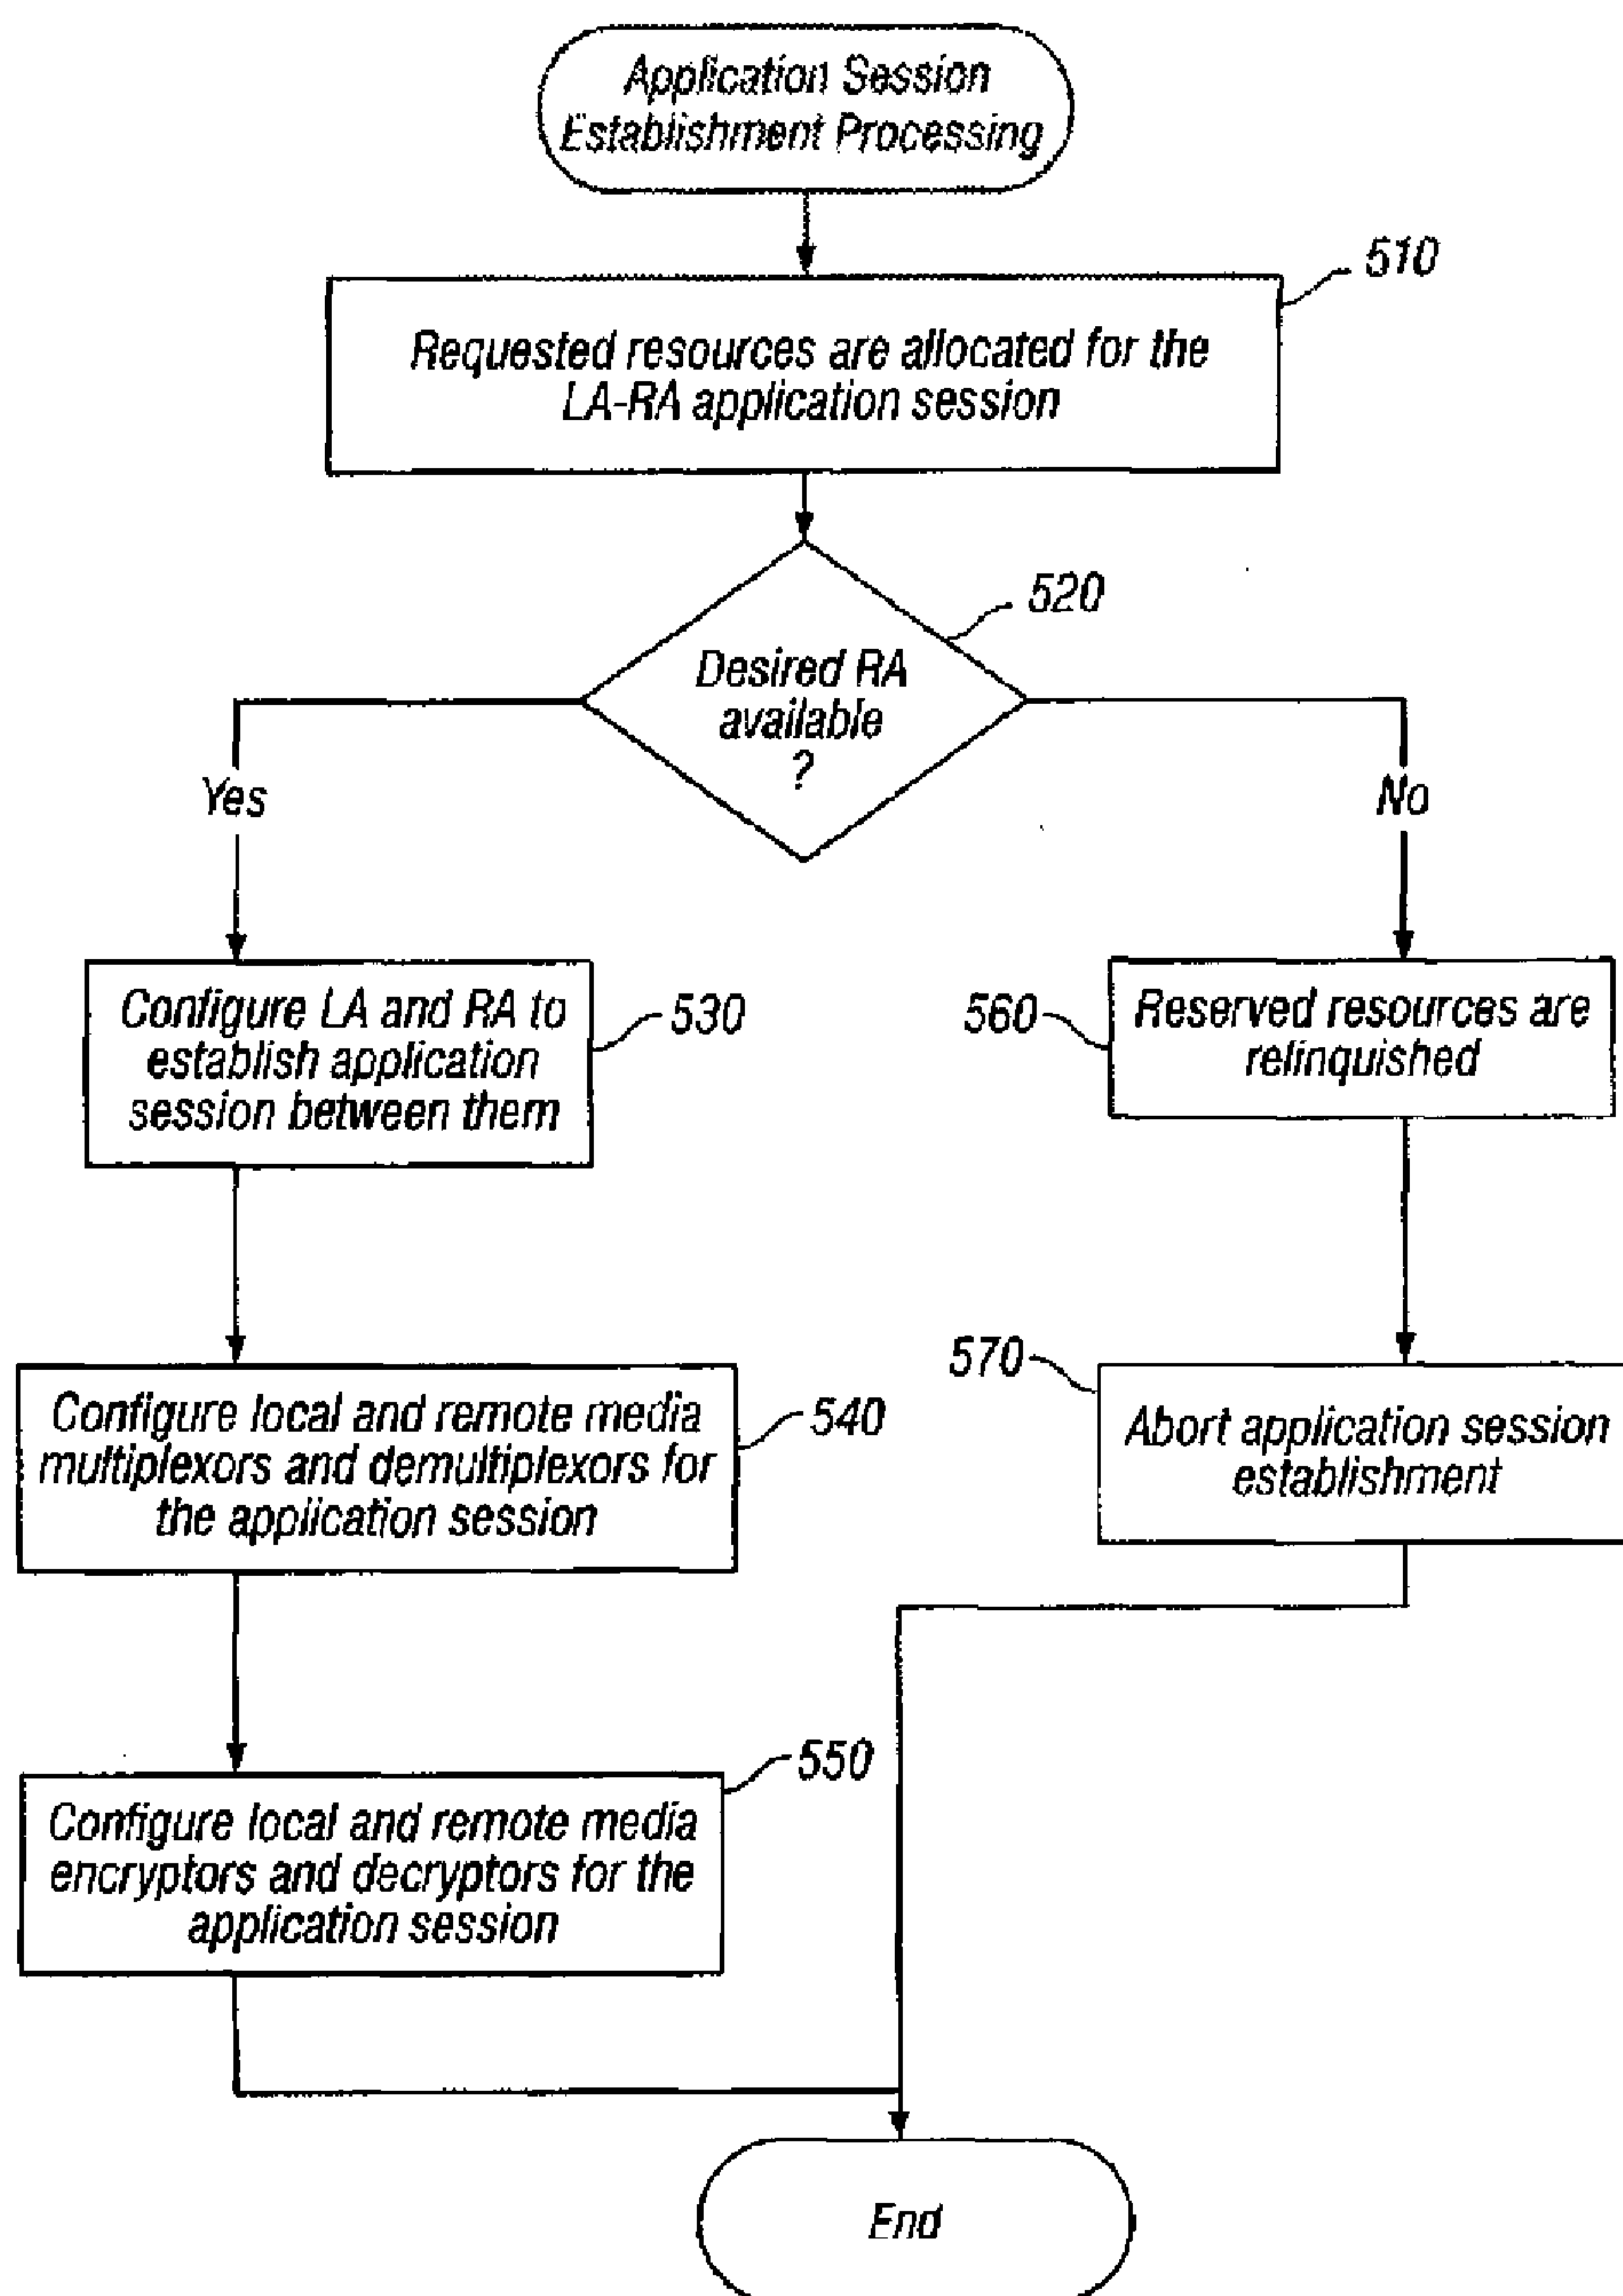 Application Session
Establishment Processing
510
Requested resources are allocated for the
LA-RA application session
520
Desired RA
available
?
Yes
No
Configure LA and RA to
establish application
session between them
530
560
Reserved resources are
relinquished
Configure local and remote media
multiplexors and demultiplexors for
the application session
540
570
Abort application session
establishment
550
Configure local and remote media
encryptors and decryptors for the
application session
End